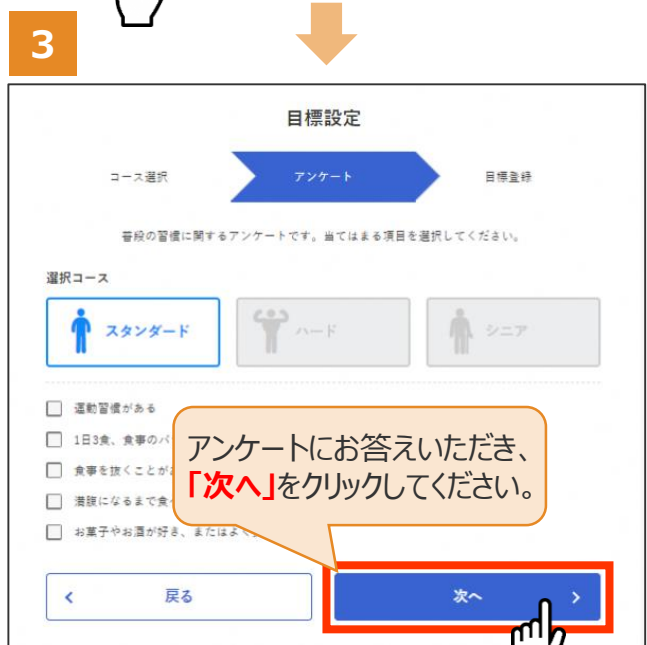 3
目標設定
コース選択
アンケート
目標登録
普段の習慣に関するアンケートです。当てはまる項目を選択してください。
選択コース
スタンダード
ハード
シニア
運動習慣がある
1日3食、食事のバ
食事を抜くことが
満腹になるまで食
お菓子やお酒が好き、またはよく
アンケートにお答えいただき、
「次へ」をクリックしてください。
戻る
次へ